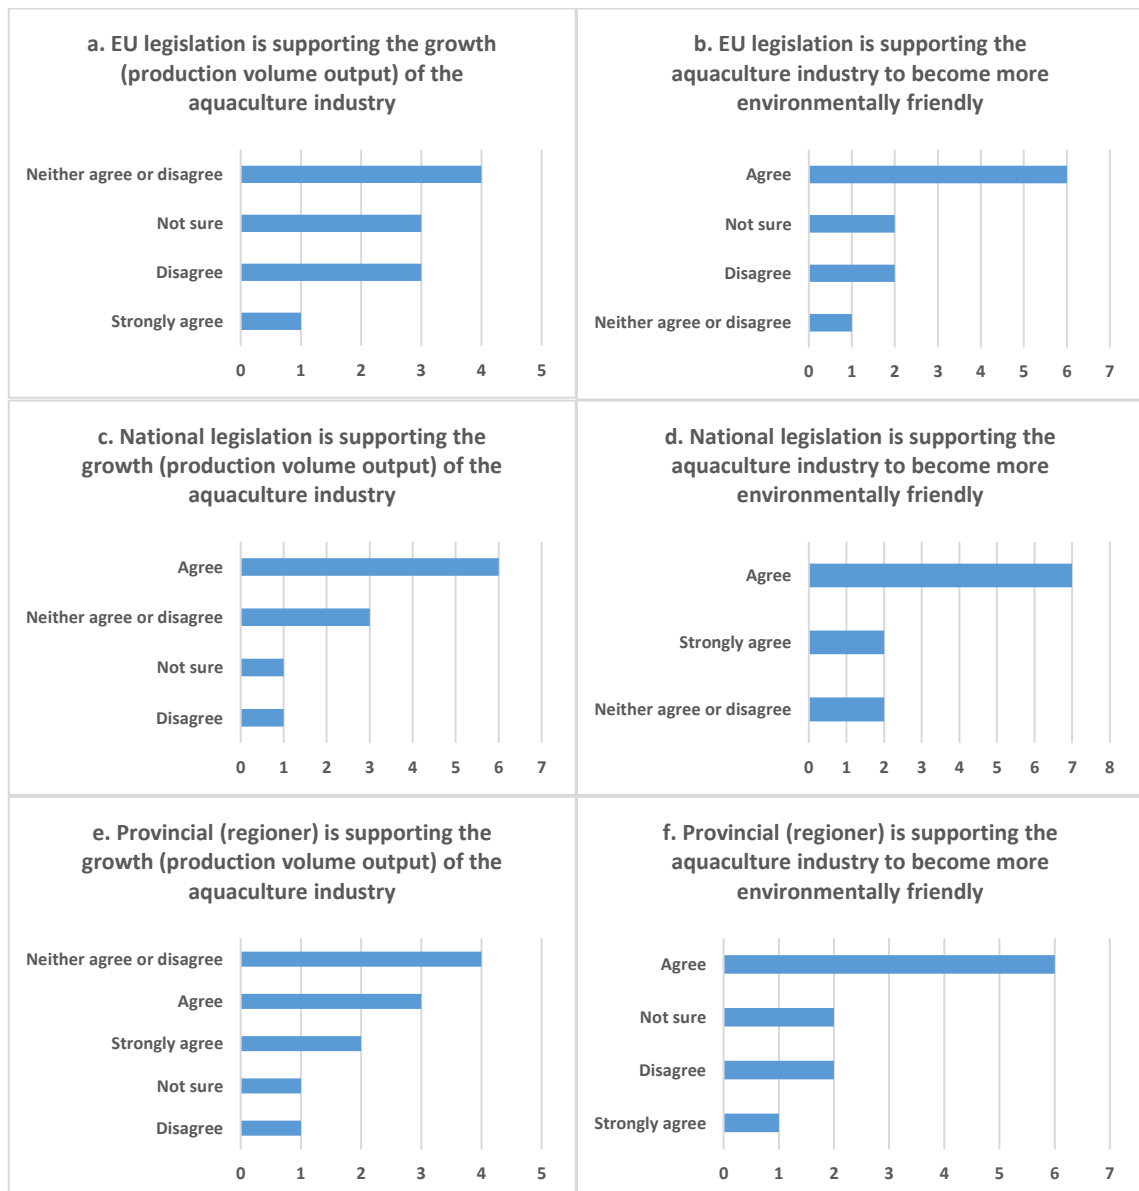 a. EU legislation is supporting the growth
(production volume output) of the
aquaculture industry
Neither agree or disagree
Not sure
Disagree
Strongly agree
0 1 2 3 4 5
b. EU legislation is supporting the
aquaculture industry to become more
environmentally friendly
Agree
Not sure
Disagree
Neither agree or disagree
0 1 2 3 4 5 6 7
c. National legislation is supporting the
growth (production volume output) of the
aquaculture industry
Agree
Neither agree or disagree
Not sure
Disagree
0 1 2 3 4 5 6 7
d. National legislation is supporting the
aquaculture industry to become more
environmentally friendly
Agree
Strongly agree
Neither agree or disagree
0 1 2 3 4 5 6 7 8
e. Provincial (regioner) is supporting the
growth (production volume output) of the
aquaculture industry
Neither agree or disagree
Agree
Strongly agree
Not sure
Disagree
0 1 2 3 4 5
f. Provincial (regioner) is supporting the
aquaculture industry to become more
environmentally friendly
Agree
Not sure
Disagree
Strongly agree
0 1 2 3 4 5 6 7